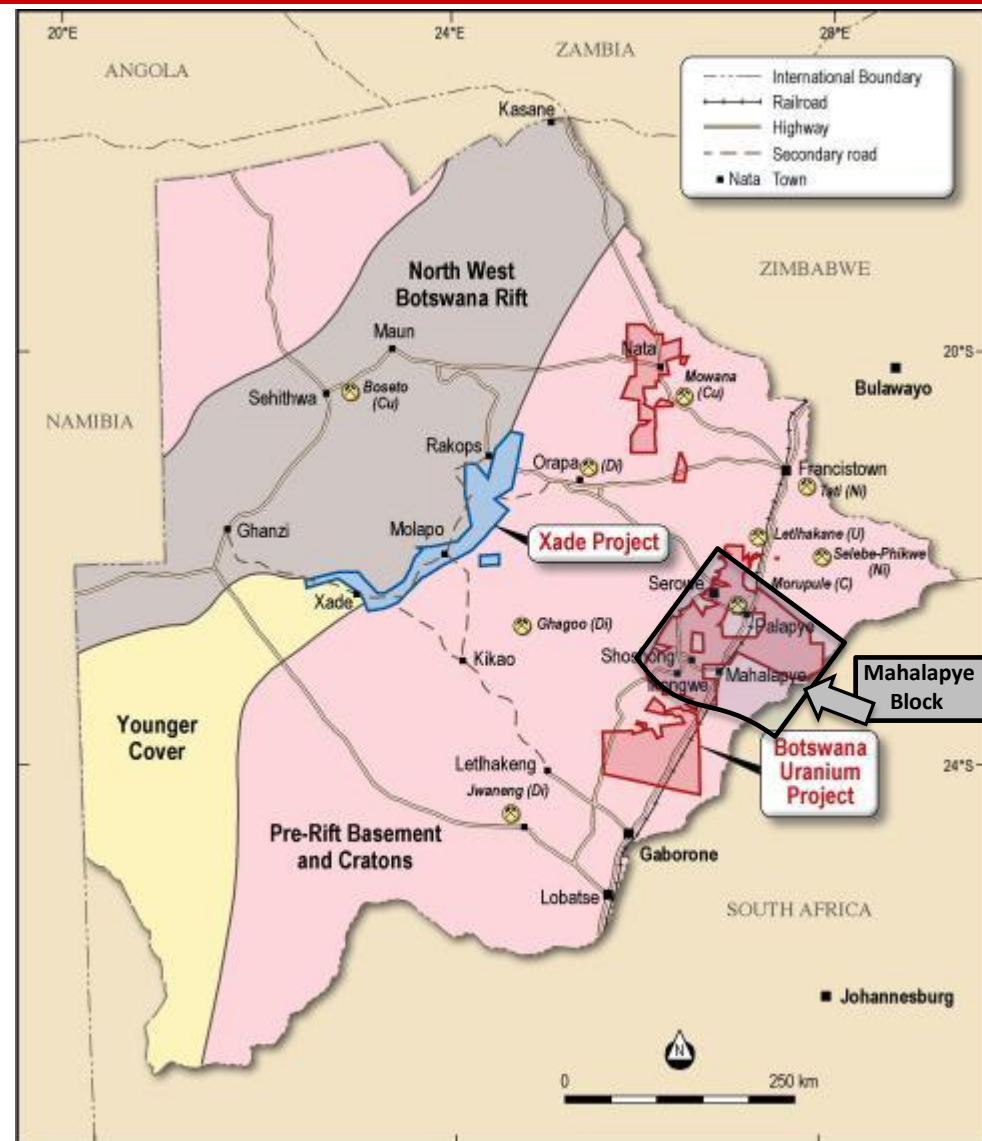 20°E
24°E
28°E
ANGOLA
ZAMBIA
International Boundary
Railroad
Highway
Secondary road
Nata Town
Kasane
ZIMBABWE
North West
Botswana Rift
Maun
Nata
20°S
Mowana
(Cu)
Bulawayo
Sehithwa
Boseto
(Cu)
NAMIBIA
Rakops
Orapa
(Di)
Francistown
Tati (Ni)
Ghanzi
Molapo
Xade Project
Letlhakane (U)
Selebe-Phikwe
(Ni)
Serowe
Morupule (C)
Xade
Palapye
Ghagoo (Di)
Kikao
Shoshong
Mahalapye
Mahalapye
Block
Younger
Cover
Botswana
Uranium
Project
24°S
Letlhakeng
Jwaneng (Di)
Pre-Rift Basement
and Cratons
Gaborone
Lobatse
SOUTH AFRICA
Johannesburg
N
0
250 km